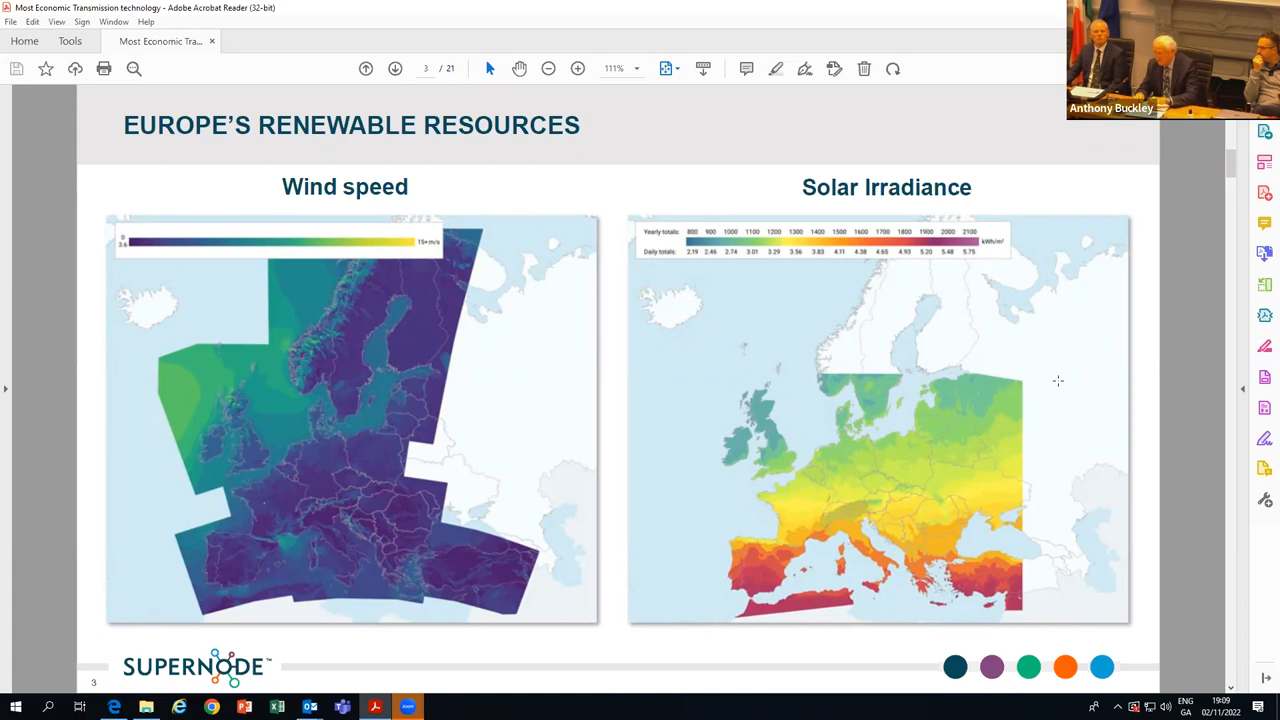 Most Economic Transmission technology - Adobe Acrobat Reader (32-bit)
File Edit View Sign Window Help
Home Tools Most Economic Tra... ×
3 / 21 111%
Anthony Buckley
EUROPE'S RENEWABLE RESOURCES
Wind speed
Solar Irradiance
0
3.6 15+m/s
Yearly totals: 800 900 1000 1100 1200 1300 1400 1500 1600 1700 1800 1900 2000 2100
kWh/m²
Daily totals: 2.19 2.46 2.74 3.01 3.29 3.56 3.83 4.11 4.38 4.65 4.93 5.20 5.48 5.75
SUPERNODE™
3
ENG
GA
19:09
02/11/2022